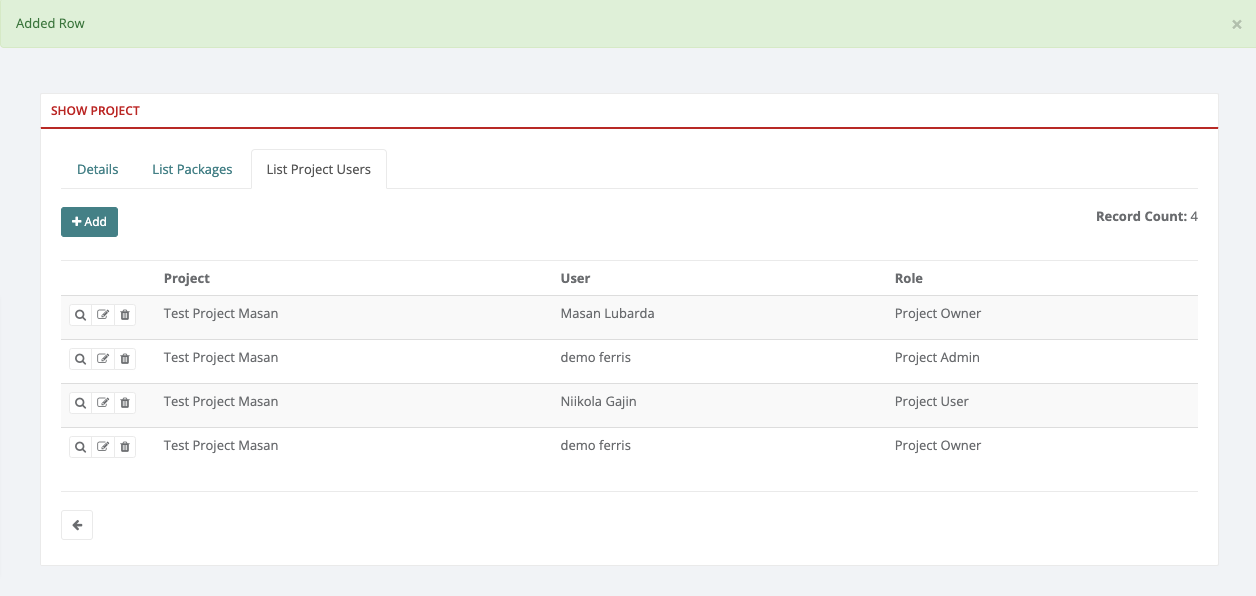 Added Row ×
SHOW PROJECT
Details List Packages List Project Users
+ Add Record Count: 4
Project User Role
Test Project Masan Masan Lubarda Project Owner
Test Project Masan demo ferris Project Admin
Test Project Masan Niikola Gajin Project User
Test Project Masan demo ferris Project Owner